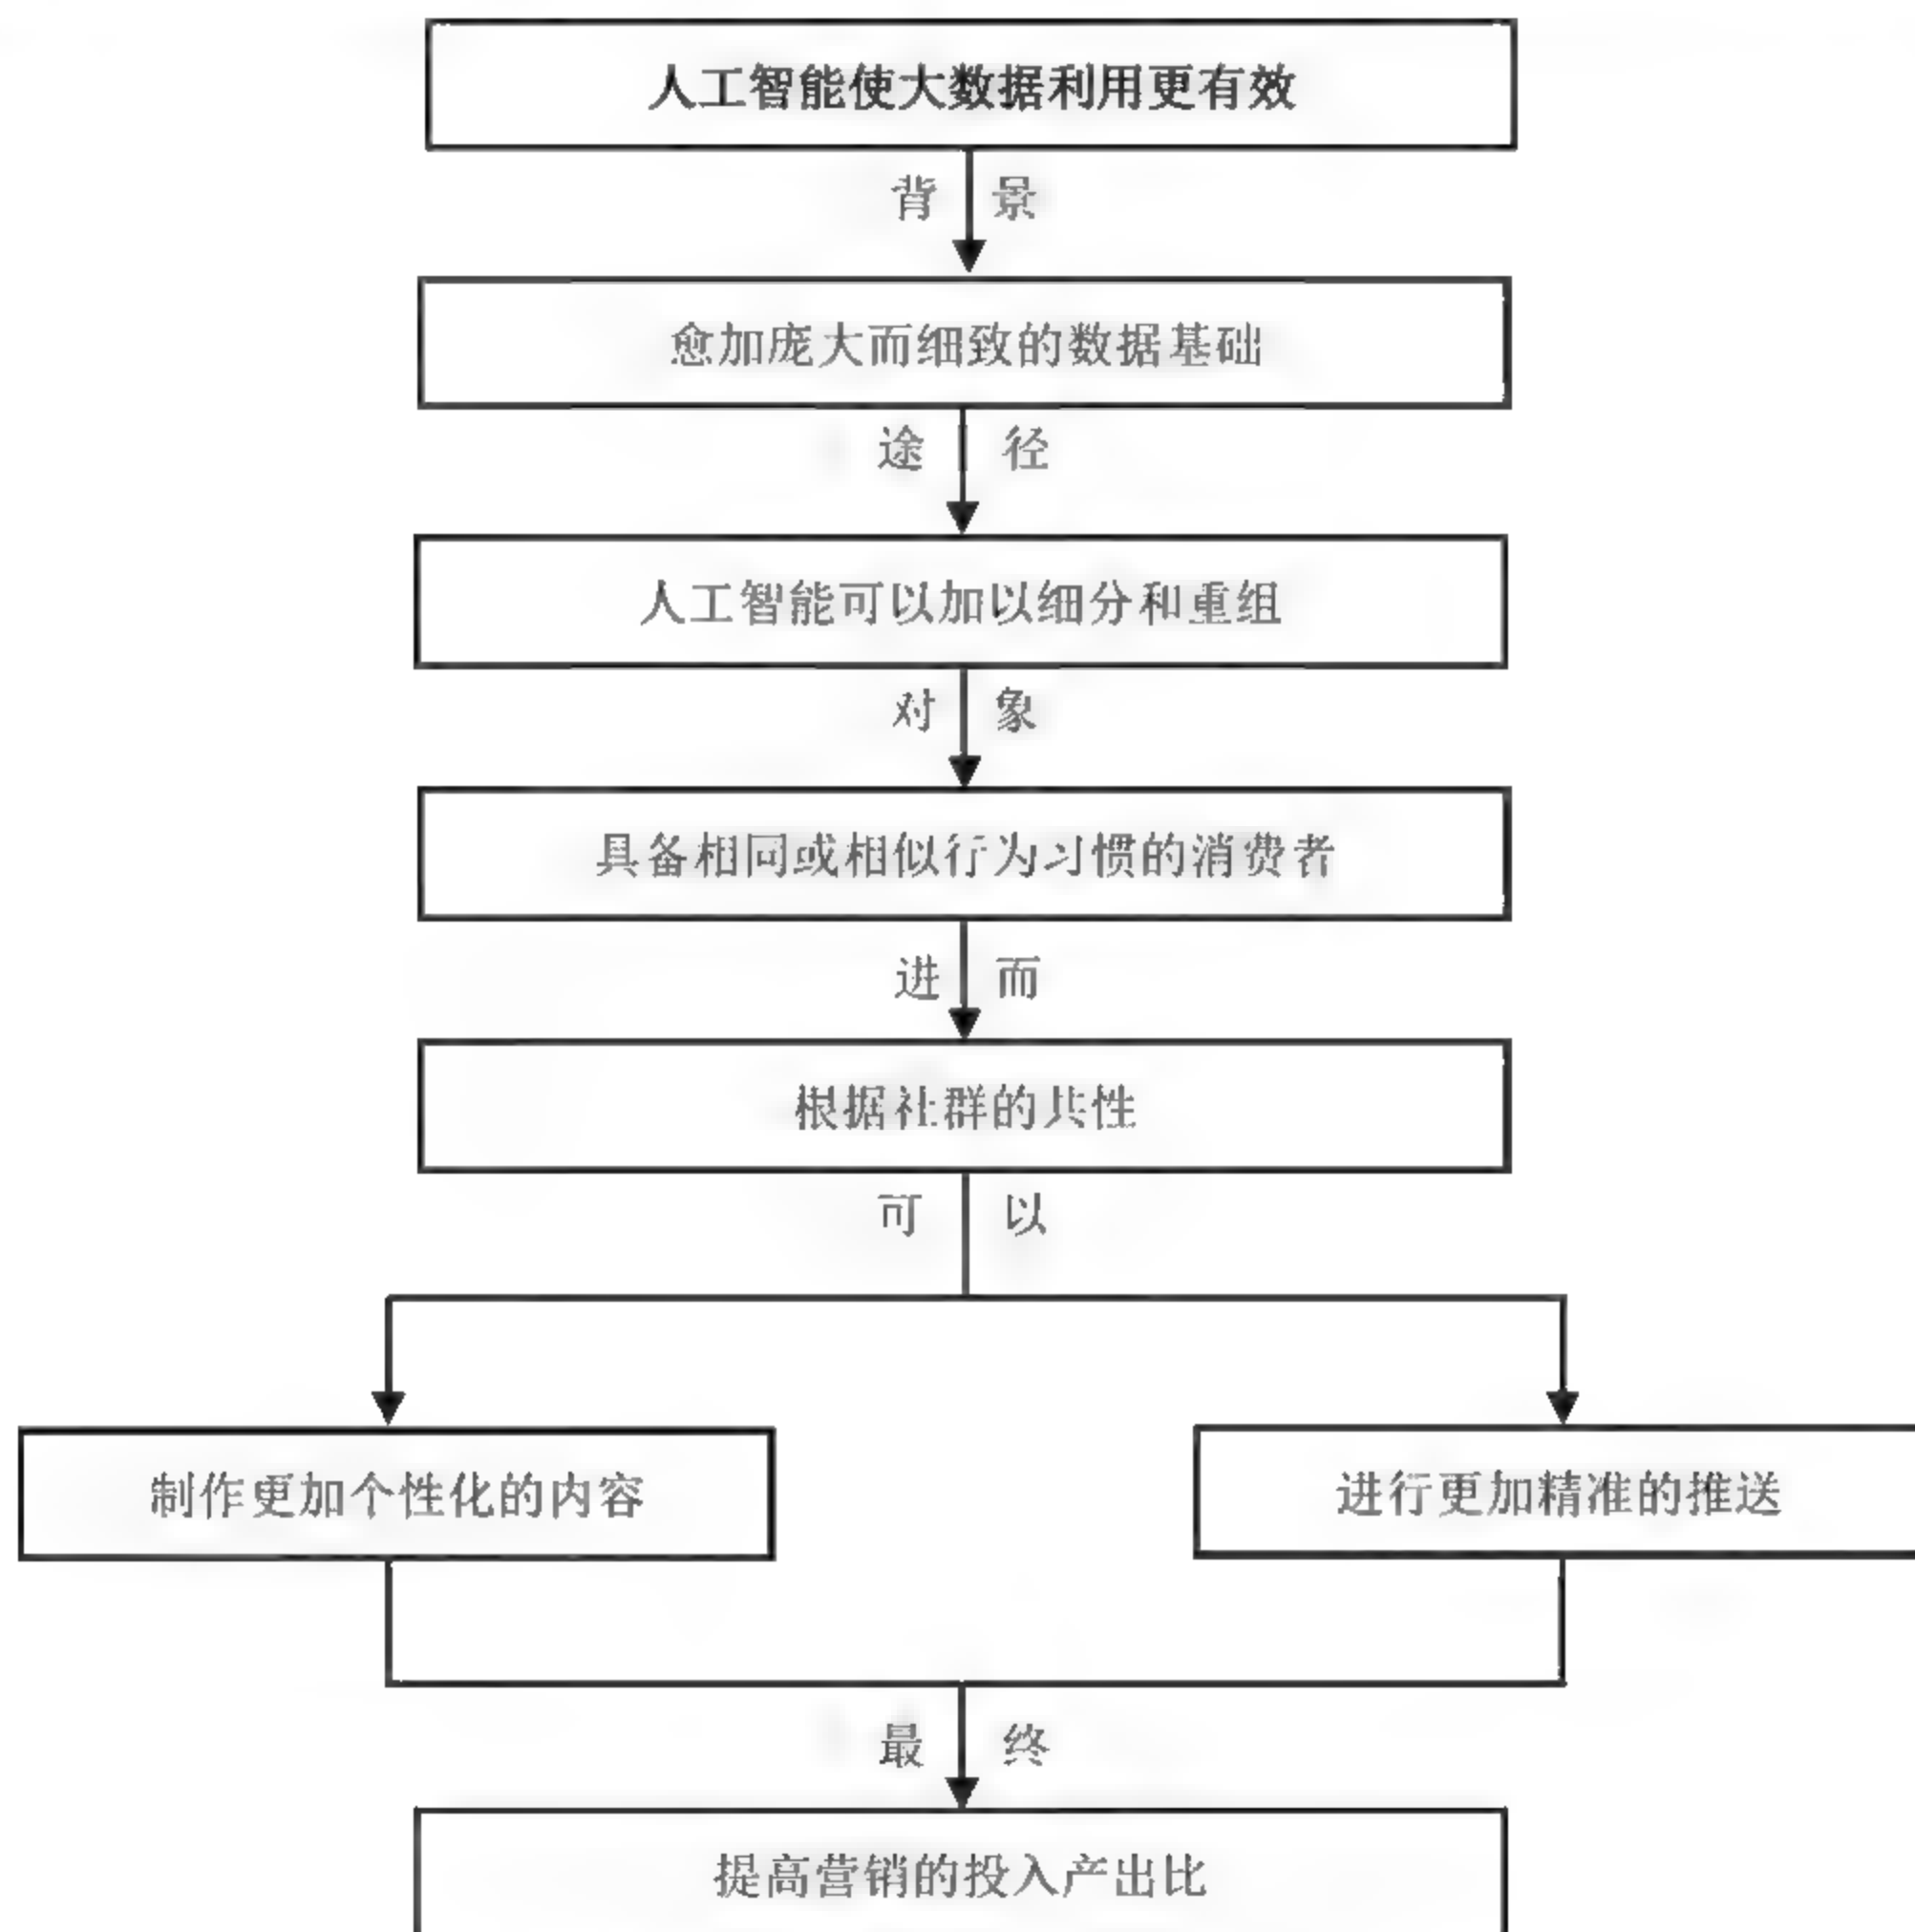 人工智能使大数据利用更有效
背景
愈加庞大而细致的数据基础
途径
人工智能可以加以细分和重组
对象
具备相同或相似行为习惯的消费者
进而
根据社群的共性
可以
制作更加个性化的内容
进行更加精准的推送
最终
提高营销的投入产出比